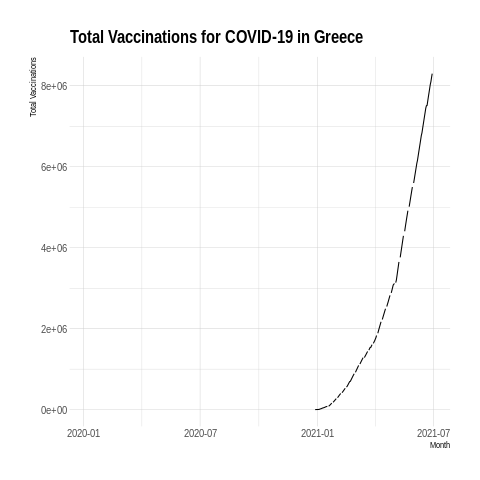 Total Vaccinations for COVID-19 in Greece
Total Vaccinations
8e+06
6e+06
4e+06
2e+06
0e+00
2020-01
2020-07
2021-01
2021-07
Month